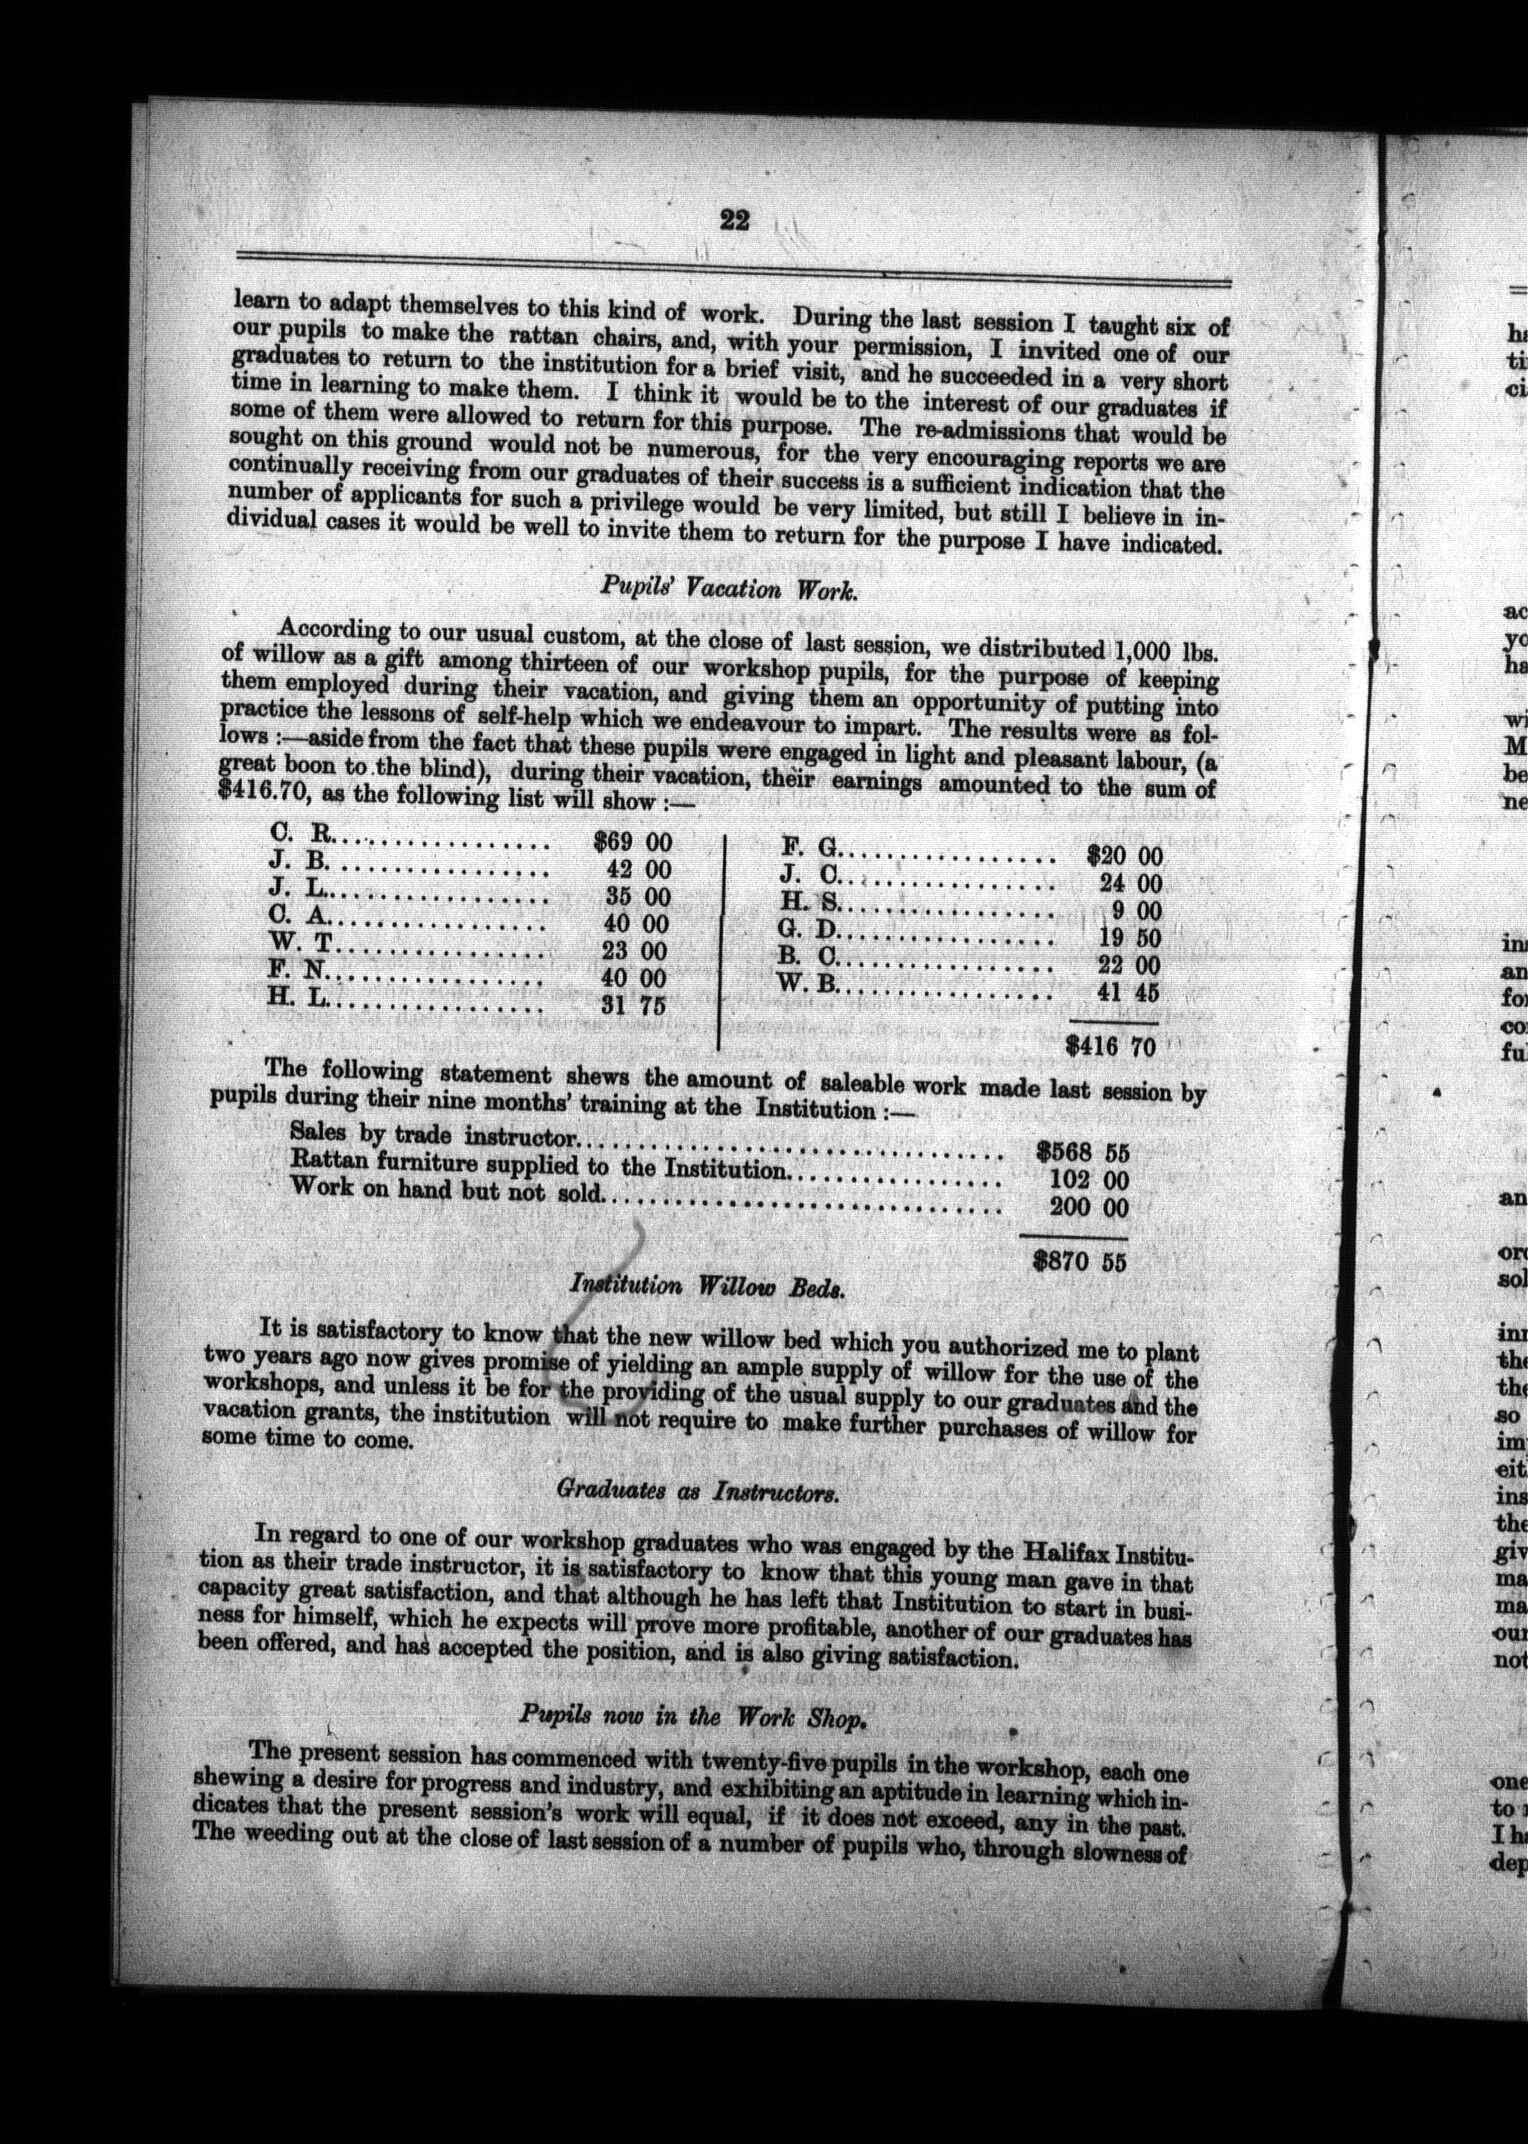 22
learn to adapt themselves to this kind of work. During the last session I taught six of
our pupils to make the rattan chairs, and, with your permission, I invited one of our
graduates to return to the institution for a brief visit, and he succeeded in a very short
time in learning to make them. I think it would be to the interest of our graduates if
some of them were allowed to return for this purpose. The re-admissions that would be
sought on this ground would not be numerous, for the very encouraging reports we are
continually receiving from our graduates of their success is a sufficient indication that the
number of applicants for such a privilege would be very limited, but still I believe in in-
dividual cases it would be well to invite them to return for the purpose I have indicated.
Pupils' Vacation Work.
According to our usual custom, at the close of last session, we distributed 1,000 lbs.
of willow as a gift among thirteen of our workshop pupils, for the purpose of keeping
them employed during their vacation, and giving them an opportunity of putting into
practice the lessons of self-help which we endeavour to impart. The results were as fol-
lows :—aside from the fact that these pupils were engaged in light and pleasant labour, (a
great boon to the blind), during their vacation, their earnings amounted to the sum of
$416.70, as the following list will show :—
C. R.................. $69 00
J. B.................. 42 00
J. L.................. 35 00
C. A.................. 40 00
W. T.................. 23 00
F. N.................. 40 00
H. L.................. 31 75
F. G.................. $20 00
J. C.................. 24 00
H. S.................. 9 00
G. D.................. 19 50
B. C.................. 22 00
W. B.................. 41 45
$416 70
The following statement shews the amount of saleable work made last session by
pupils during their nine months' training at the Institution :—
Sales by trade instructor.................................... $568 55
Rattan furniture supplied to the Institution.................. 102 00
Work on hand but not sold.................................. 200 00
$870 55
Institution Willow Beds.
It is satisfactory to know that the new willow bed which you authorized me to plant
two years ago now gives promise of yielding an ample supply of willow for the use of the
workshops, and unless it be for the providing of the usual supply to our graduates and the
vacation grants, the institution will not require to make further purchases of willow for
some time to come.
Graduates as Instructors.
In regard to one of our workshop graduates who was engaged by the Halifax Institu-
tion as their trade instructor, it is satisfactory to know that this young man gave in that
capacity great satisfaction, and that although he has left that Institution to start in busi-
ness for himself, which he expects will prove more profitable, another of our graduates has
been offered, and has accepted the position, and is also giving satisfaction.
Pupils now in the Work Shop.
The present session has commenced with twenty-five pupils in the workshop, each one
shewing a desire for progress and industry, and exhibiting an aptitude in learning which in-
dicates that the present session's work will equal, if it does not exceed, any in the past.
The weeding out at the close of last session of a number of pupils who, through slowness of